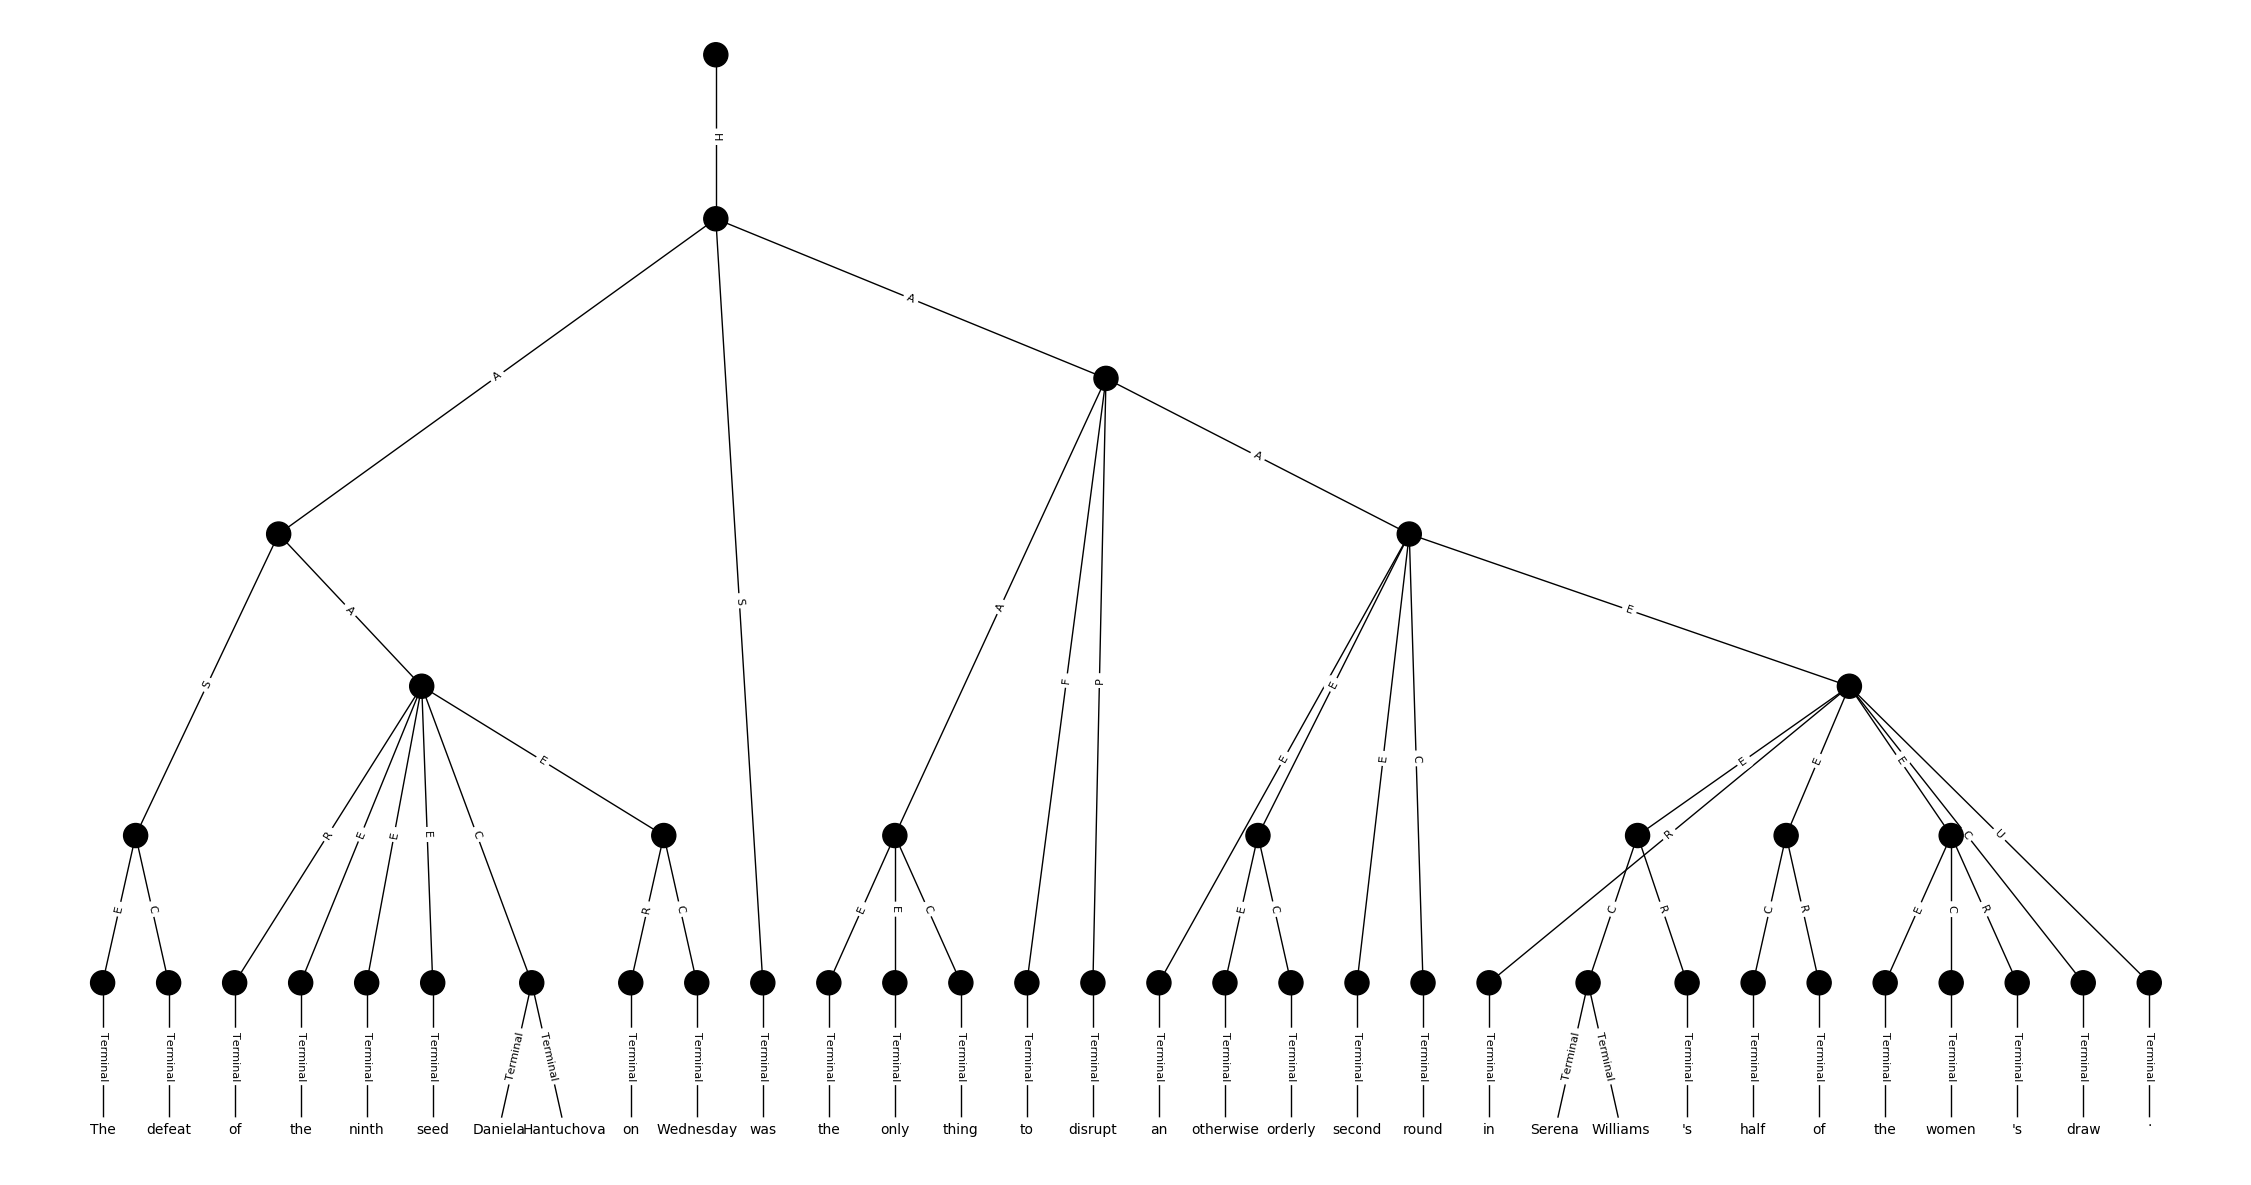 H
A
A
A
S
A
S
A
F
P
E
E
E
E
E
C
E
R
E
E
E
C
E
E
E
C
R
U
E
C
R
C
E
E
C
E
C
C
R
C
R
E
C
R
Terminal Terminal Terminal Terminal Terminal Terminal Terminal Terminal Terminal Terminal Terminal Terminal Terminal Terminal Terminal Terminal Terminal Terminal Terminal Terminal Terminal Terminal Terminal Terminal Terminal Terminal Terminal Terminal Terminal Terminal Terminal Terminal
The defeat of the ninth seed Daniela Hantuchova on Wednesday was the only thing to disrupt an otherwise orderly second round in Serena Williams 's half of the women 's draw .